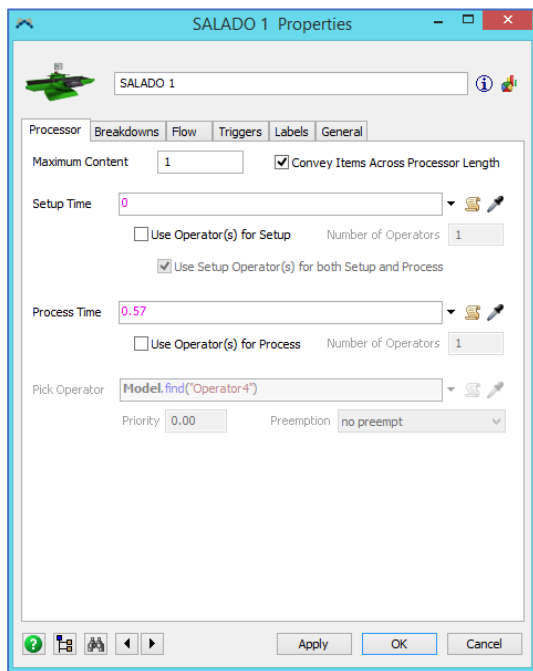 SALADO 1 Properties
SALADO 1
Processor Breakdowns Flow Triggers Labels General
Maximum Content 1 Convey Items Across Processor Length
Setup Time 0
Use Operator(s) for Setup Number of Operators 1
Use Setup Operator(s) for both Setup and Process
Process Time 0.57
Use Operator(s) for Process Number of Operators 1
Pick Operator Model.find("Operator4")
Priority 0.00 Preemption no preempt
Apply OK Cancel